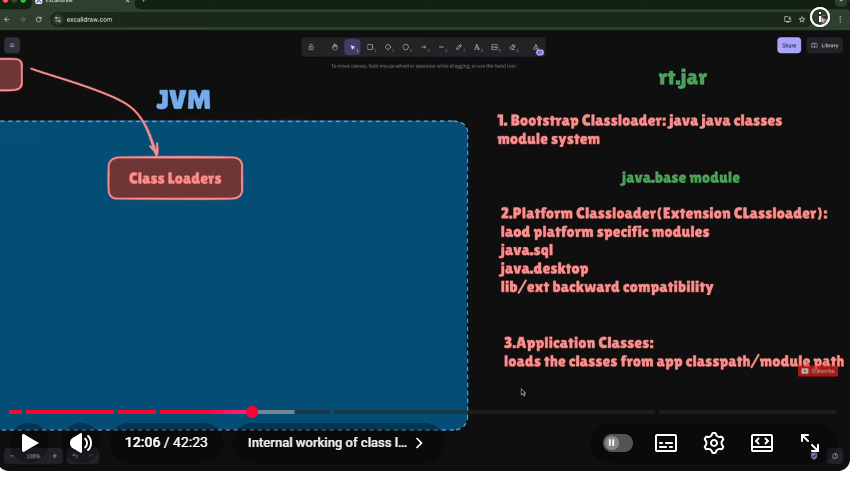 Excalidraw
excalidraw.com
Share
Library
To move canvas, hold mouse wheel or spacebar while dragging, or use the hand tool
JVM
Class Loaders
rt.jar
1. Bootstrap Classloader: java java classes
module system
java.base module
2.Platform Classloader(Extension CLassloader):
laod platform specific modules
java.sql
java.desktop
lib/ext backward compatibility
3.Application Classes:
loads the classes from app classpath/module path
Subscribe
12:06 / 42:23
Internal working of class l...
108%